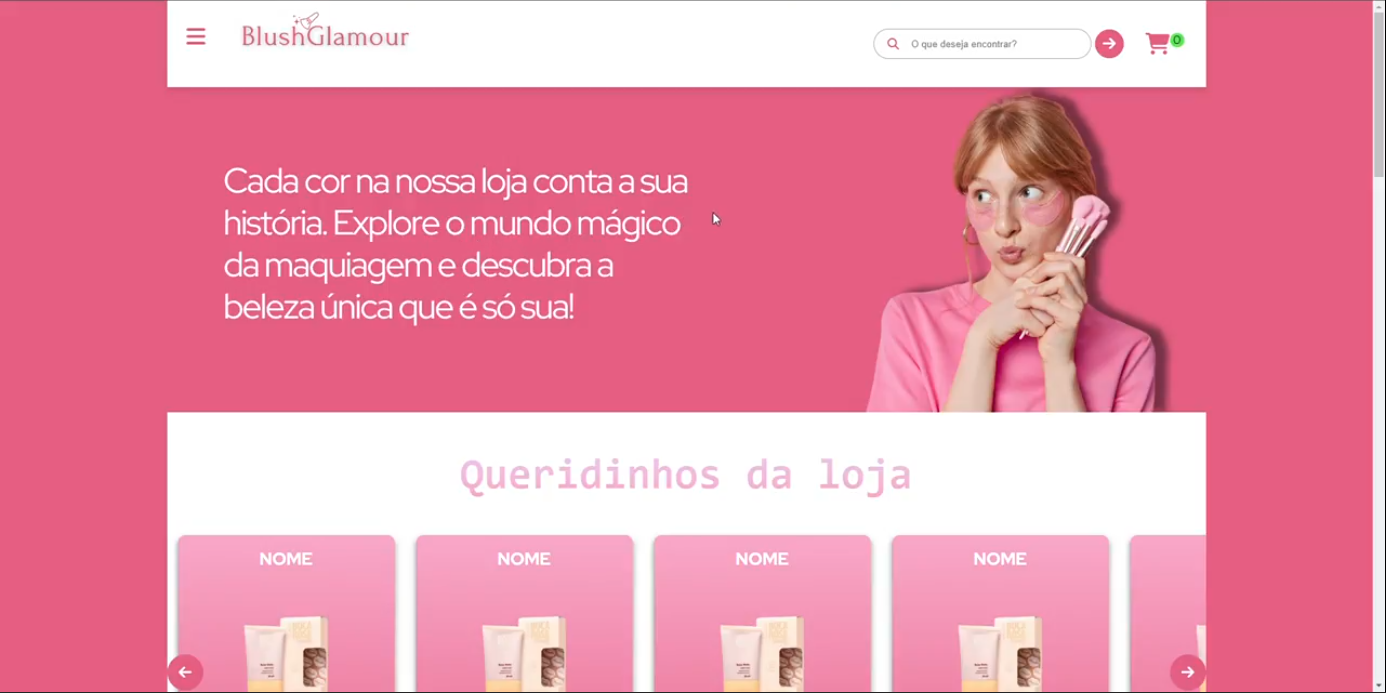 BlushGlamour
O que deseja encontrar?
0
Cada cor na nossa loja conta a sua
história. Explore o mundo mágico
da maquiagem e descubra a
beleza única que é só sua!
Queridinhos da loja
NOME
NOME
NOME
NOME